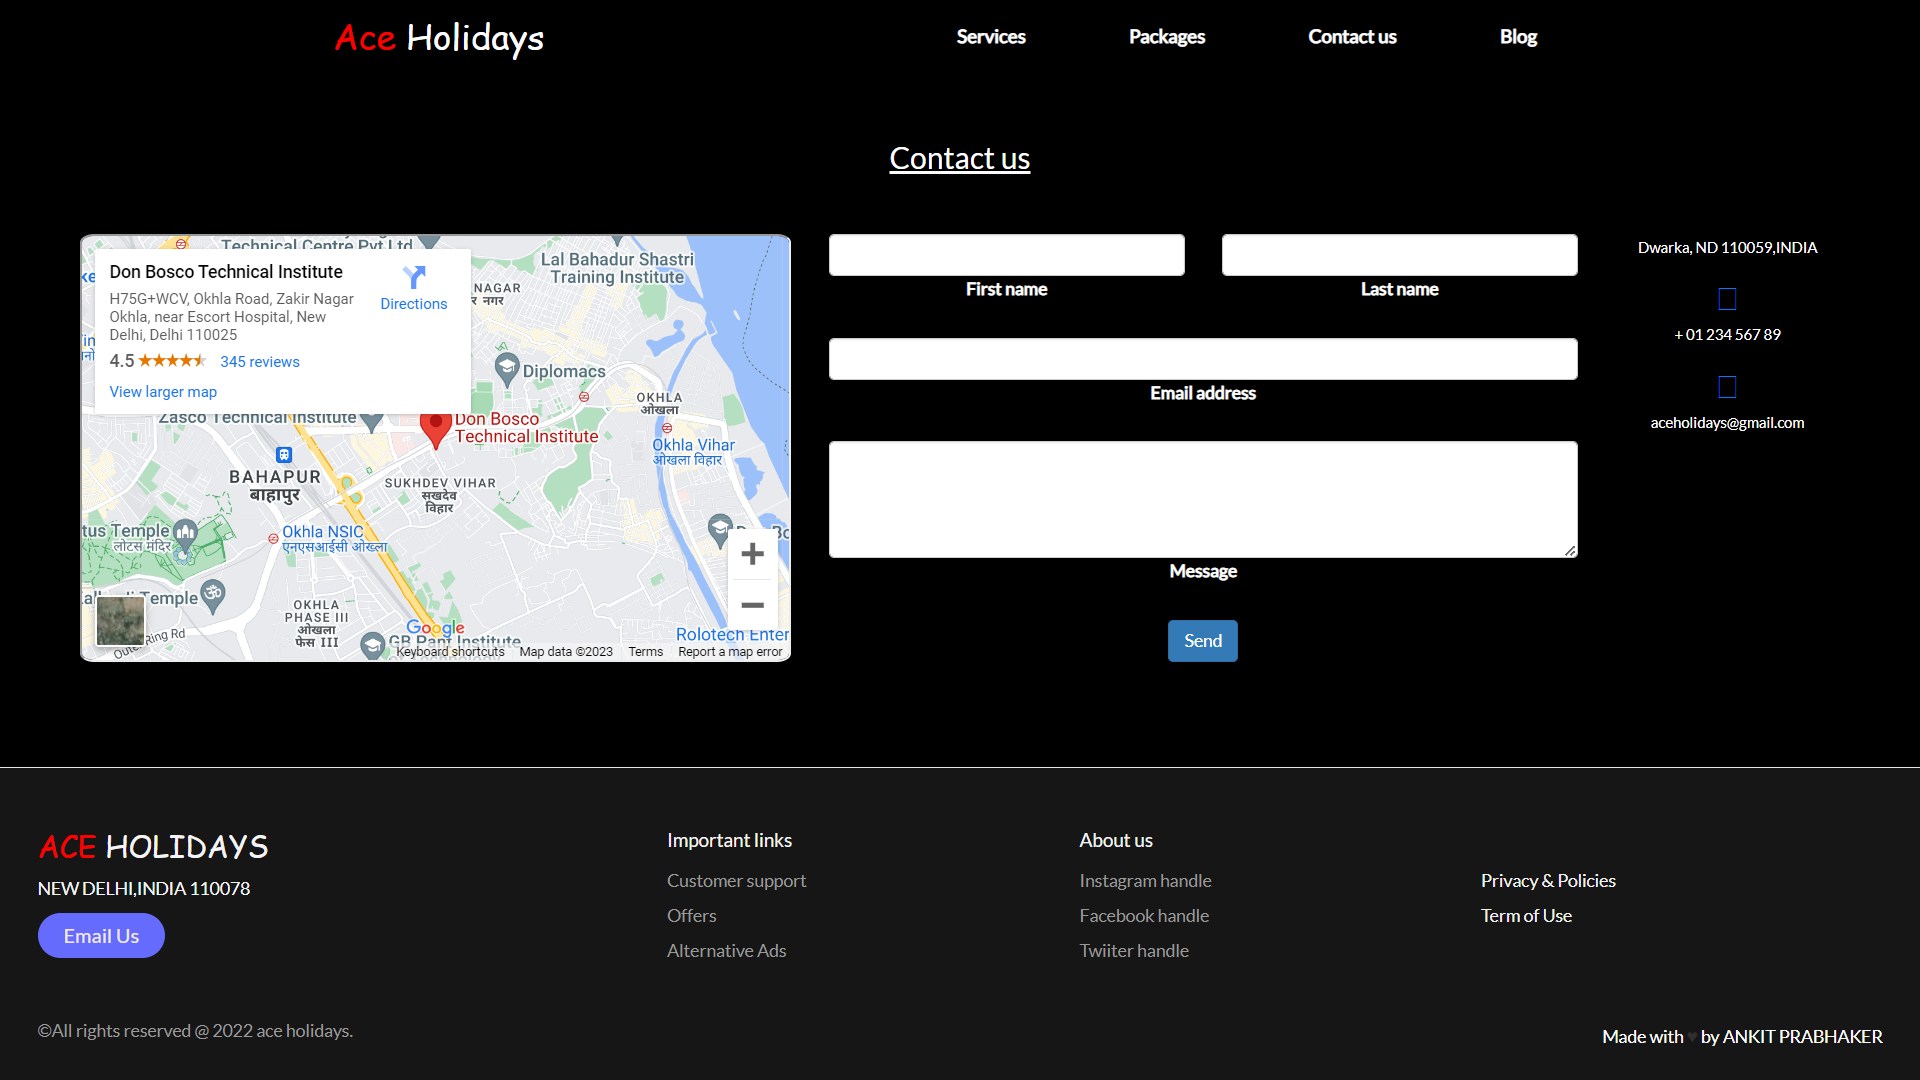 Ace Holidays
Services
Packages
Contact us
Blog
Contact us
Technical Centre Pvt Ltd
Don Bosco Technical Institute
H75G+WCV, Okhla Road, Zakir Nagar
Okhla, near Escort Hospital, New
Delhi, Delhi 110025
4.5
345 reviews
View larger map
Directions
NAGAR
नगर
Lal Bahadur Shastri
Training Institute
Diplomacs
OKHLA
ओखला
Zasco Technical Institute
Don Bosco
Technical Institute
Okhla Vihar
ओखला विहार
BAHAPUR
बाहापुर
SUKHDEV VIHAR
सखदेव
विहार
tus Temple
लोटस मंदिर
Okhla NSIC
एनएसआईसी ओख्ला
Temple
OKHLA
PHASE III
ओखला
फेस III
Ring Rd
Google
GB Pant Institute
Rolotech Enter
Keyboard shortcuts
Map data ©2023
Terms
Report a map error
First name
Last name
Email address
Message
Send
Dwarka, ND 110059,INDIA
+ 01 234 567 89
aceholidays@gmail.com
ACE HOLIDAYS
NEW DELHI,INDIA 110078
Email Us
Important links
Customer support
Offers
Alternative Ads
About us
Instagram handle
Facebook handle
Twiiter handle
Privacy & Policies
Term of Use
©All rights reserved @ 2022 ace holidays.
Made with ♥ by ANKIT PRABHAKER